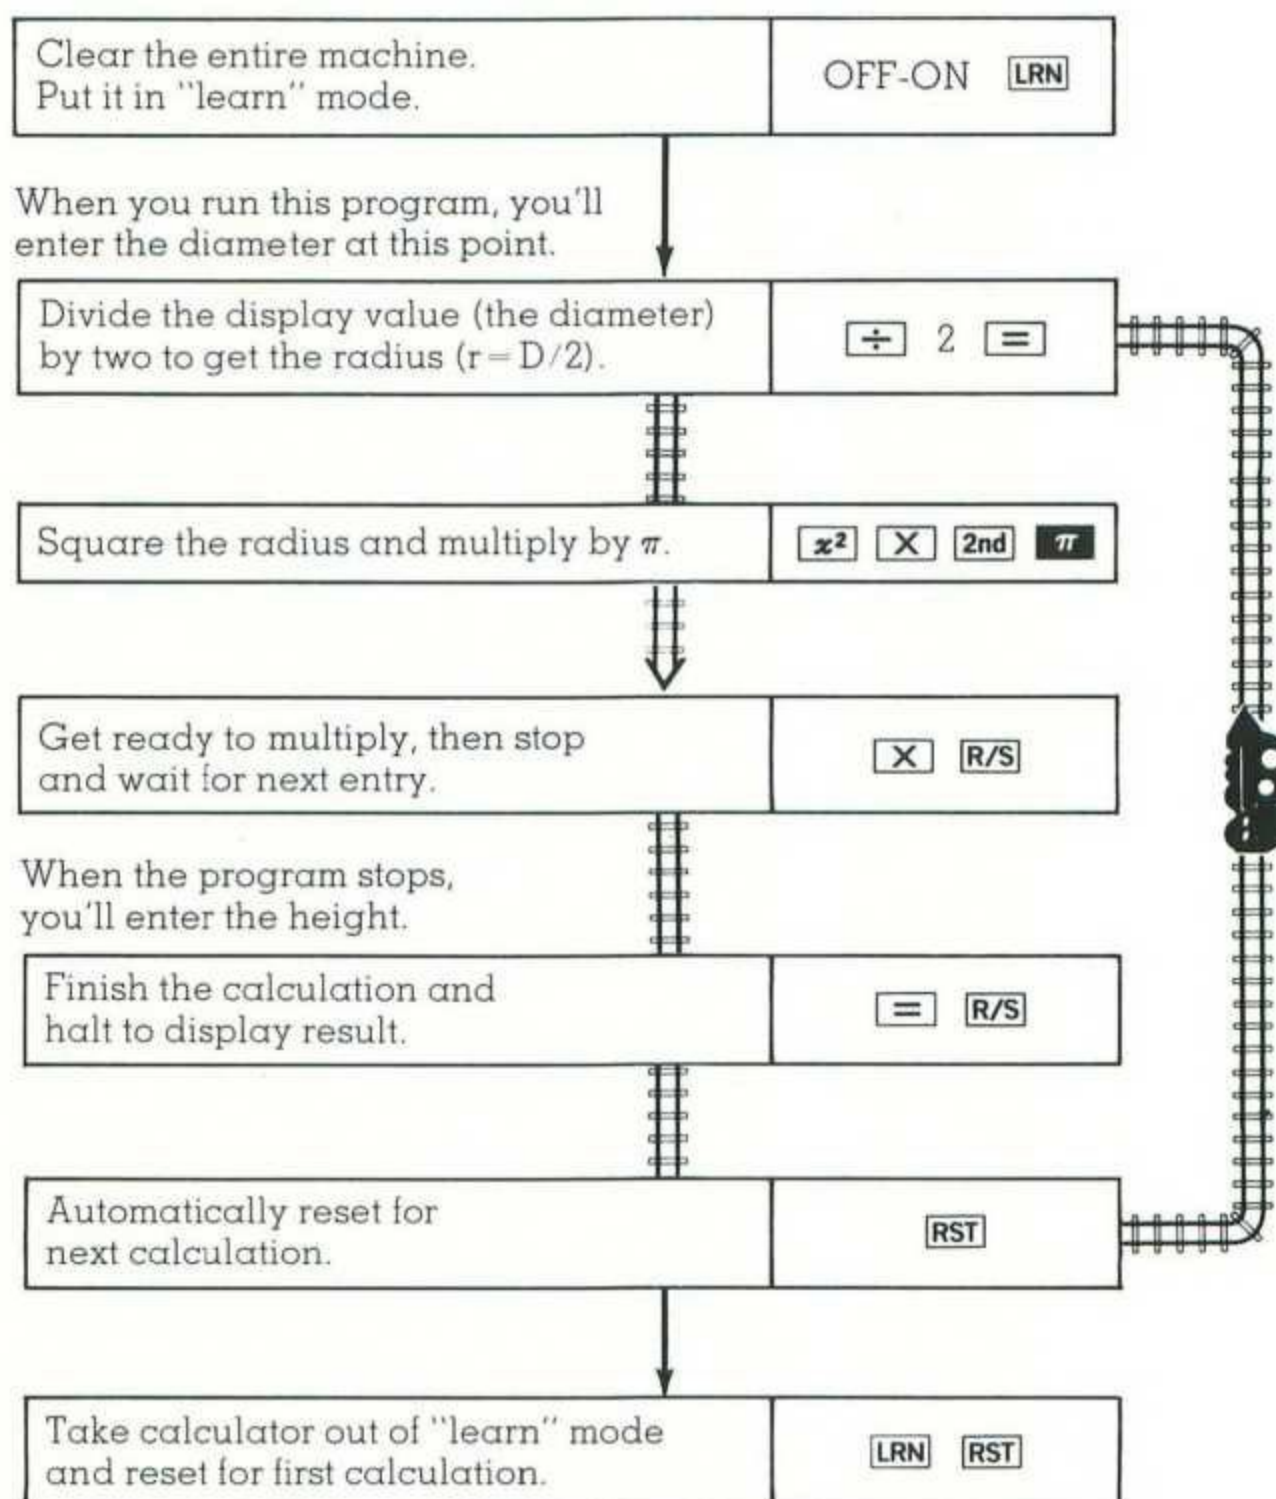 Clear the entire machine.
Put it in "learn" mode.
OFF-ON LRN
When you run this program, you'll
enter the diameter at this point.
Divide the display value (the diameter)
by two to get the radius (r = D/2).
÷ 2 =
Square the radius and multiply by π.
x² X 2nd π
Get ready to multiply, then stop
and wait for next entry.
X R/S
When the program stops,
you'll enter the height.
Finish the calculation and
halt to display result.
= R/S
Automatically reset for
next calculation.
RST
Take calculator out of "learn" mode
and reset for first calculation.
LRN RST